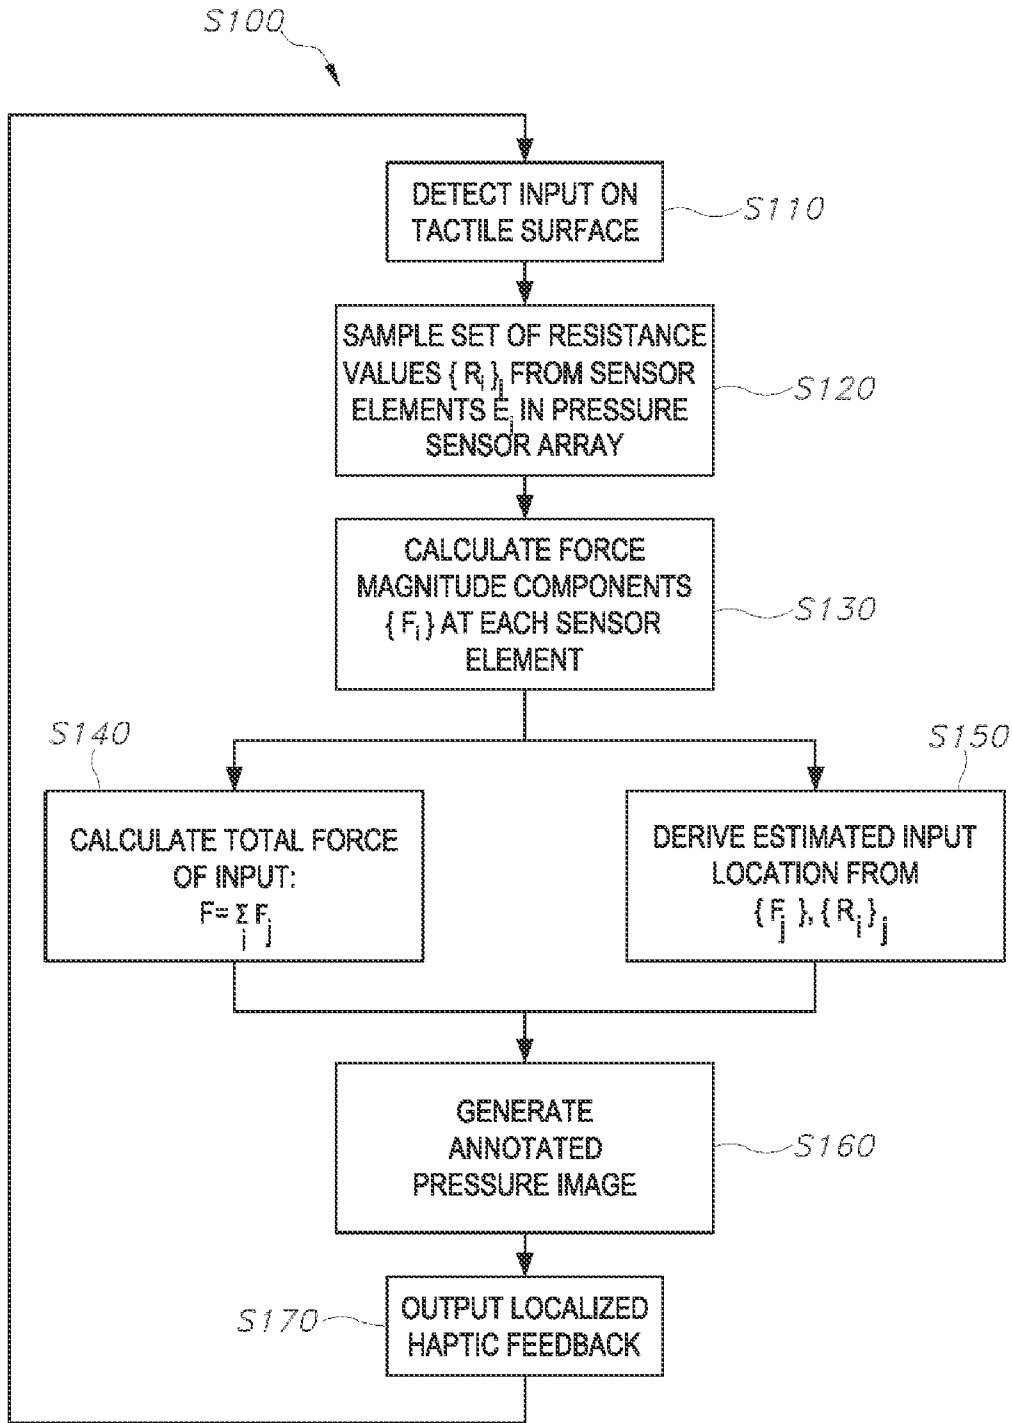 S100
DETECT INPUT ON
TACTILE SURFACE
S110
SAMPLE SET OF RESISTANCE
VALUES { Ri }j FROM SENSOR
ELEMENTS Ej IN PRESSURE
SENSOR ARRAY
S120
CALCULATE FORCE
MAGNITUDE COMPONENTS
{ Fi } AT EACH SENSOR
ELEMENT
S130
S140
CALCULATE TOTAL FORCE
OF INPUT:
F= Σj Fj
S150
DERIVE ESTIMATED INPUT
LOCATION FROM
{ Fj }, { Ri }j
GENERATE
ANNOTATED
PRESSURE IMAGE
S160
S170
OUTPUT LOCALIZED
HAPTIC FEEDBACK